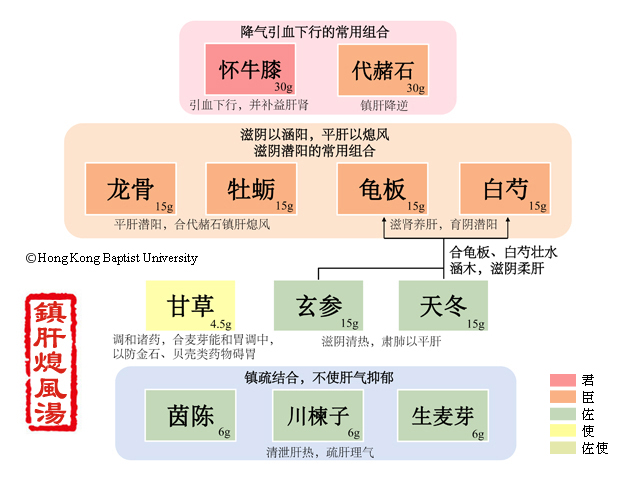 降气引血下行的常用组合
怀牛膝
30g
代赭石
30g
引血下行，并补益肝肾
镇肝降逆
滋阴以涵阳，平肝以熄风
滋阴潜阳的常用组合
龙骨
15g
牡蛎
15g
龟板
15g
白芍
15g
平肝潜阳，合代赭石镇肝熄风
滋肾养肝，育阴潜阳
©Hong Kong Baptist University
合龟板、白芍壮水
涵木，滋阴柔肝
甘草
4.5g
玄参
15g
天冬
15g
调和诸药，合麦芽能和胃调中，
以防金石、贝壳类药物碍胃
滋阴清热，肃肺以平肝
鎮肝熄風湯
镇疏结合，不使肝气抑郁
茵陈
6g
川楝子
6g
生麦芽
6g
清泄肝热，疏肝理气
君
臣
佐
使
佐使